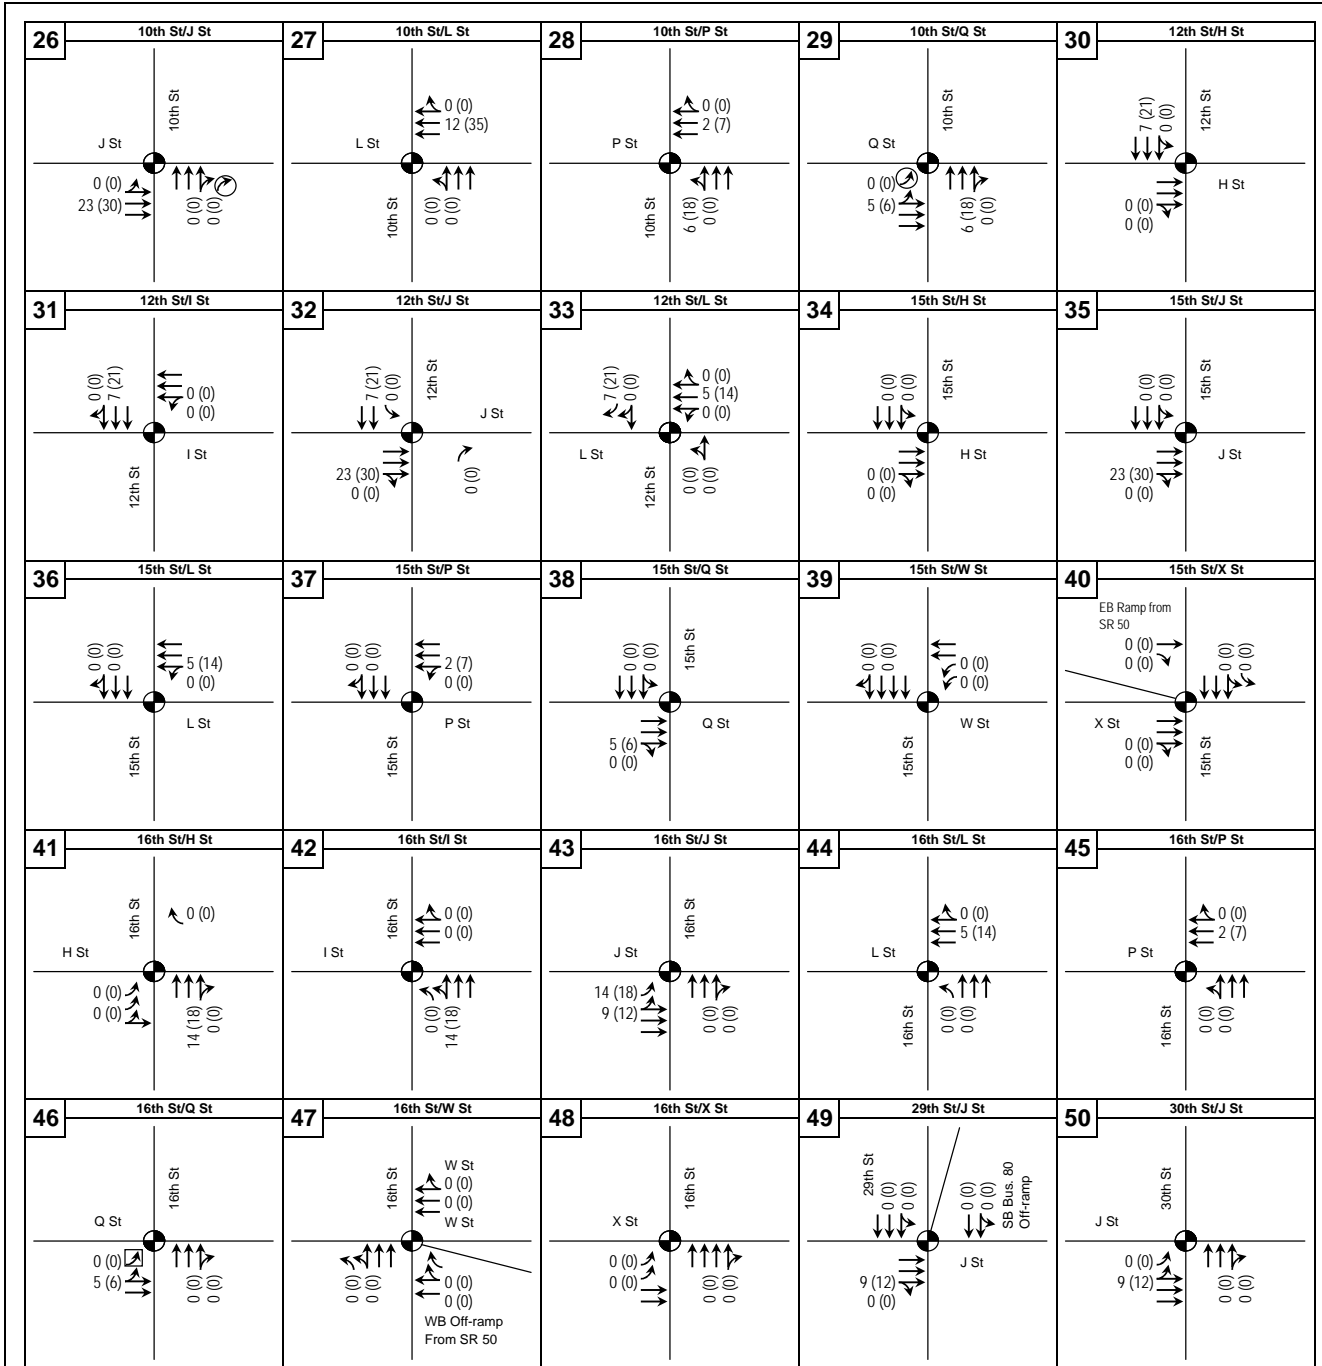 26
10th St/J St
10th St
J St
0 (0)
23 (30)
0 (0)
0 (0)
27
10th St/L St
0 (0)
12 (35)
L St
10th St
0 (0)
0 (0)
28
10th St/P St
0 (0)
2 (7)
P St
10th St
6 (18)
0 (0)
29
10th St/Q St
10th St
Q St
0 (0)
5 (6)
6 (18)
0 (0)
30
12th St/H St
7 (21)
0 (0)
12th St
H St
0 (0)
0 (0)
31
12th St/I St
0 (0)
7 (21)
0 (0)
0 (0)
I St
12th St
32
12th St/J St
7 (21)
0 (0)
12th St
J St
23 (30)
0 (0)
0 (0)
33
12th St/L St
7 (21)
0 (0)
0 (0)
5 (14)
0 (0)
L St
12th St
0 (0)
0 (0)
34
15th St/H St
0 (0)
0 (0)
15th St
H St
0 (0)
0 (0)
35
15th St/J St
0 (0)
0 (0)
15th St
J St
23 (30)
0 (0)
36
15th St/L St
0 (0)
0 (0)
5 (14)
0 (0)
L St
15th St
37
15th St/P St
0 (0)
0 (0)
2 (7)
0 (0)
P St
15th St
38
15th St/Q St
0 (0)
0 (0)
15th St
Q St
5 (6)
0 (0)
39
15th St/W St
0 (0)
0 (0)
0 (0)
0 (0)
W St
15th St
40
15th St/X St
EB Ramp from
SR 50
0 (0)
0 (0)
0 (0)
0 (0)
X St
0 (0)
0 (0)
15th St
41
16th St/H St
16th St
0 (0)
H St
0 (0)
0 (0)
14 (18)
0 (0)
42
16th St/I St
16th St
0 (0)
0 (0)
I St
0 (0)
14 (18)
43
16th St/J St
16th St
J St
14 (18)
9 (12)
0 (0)
0 (0)
44
16th St/L St
0 (0)
5 (14)
L St
16th St
0 (0)
0 (0)
45
16th St/P St
0 (0)
2 (7)
P St
16th St
0 (0)
0 (0)
46
16th St/Q St
16th St
Q St
0 (0)
5 (6)
0 (0)
0 (0)
47
16th St/W St
16th St
W St
0 (0)
0 (0)
W St
0 (0)
0 (0)
0 (0)
0 (0)
WB Off-ramp
From SR 50
48
16th St/X St
16th St
X St
0 (0)
0 (0)
0 (0)
0 (0)
49
29th St/J St
29th St
0 (0)
0 (0)
0 (0)
0 (0)
SB Bus. 80
Off-ramp
J St
9 (12)
0 (0)
50
30th St/J St
30th St
J St
0 (0)
9 (12)
0 (0)
0 (0)